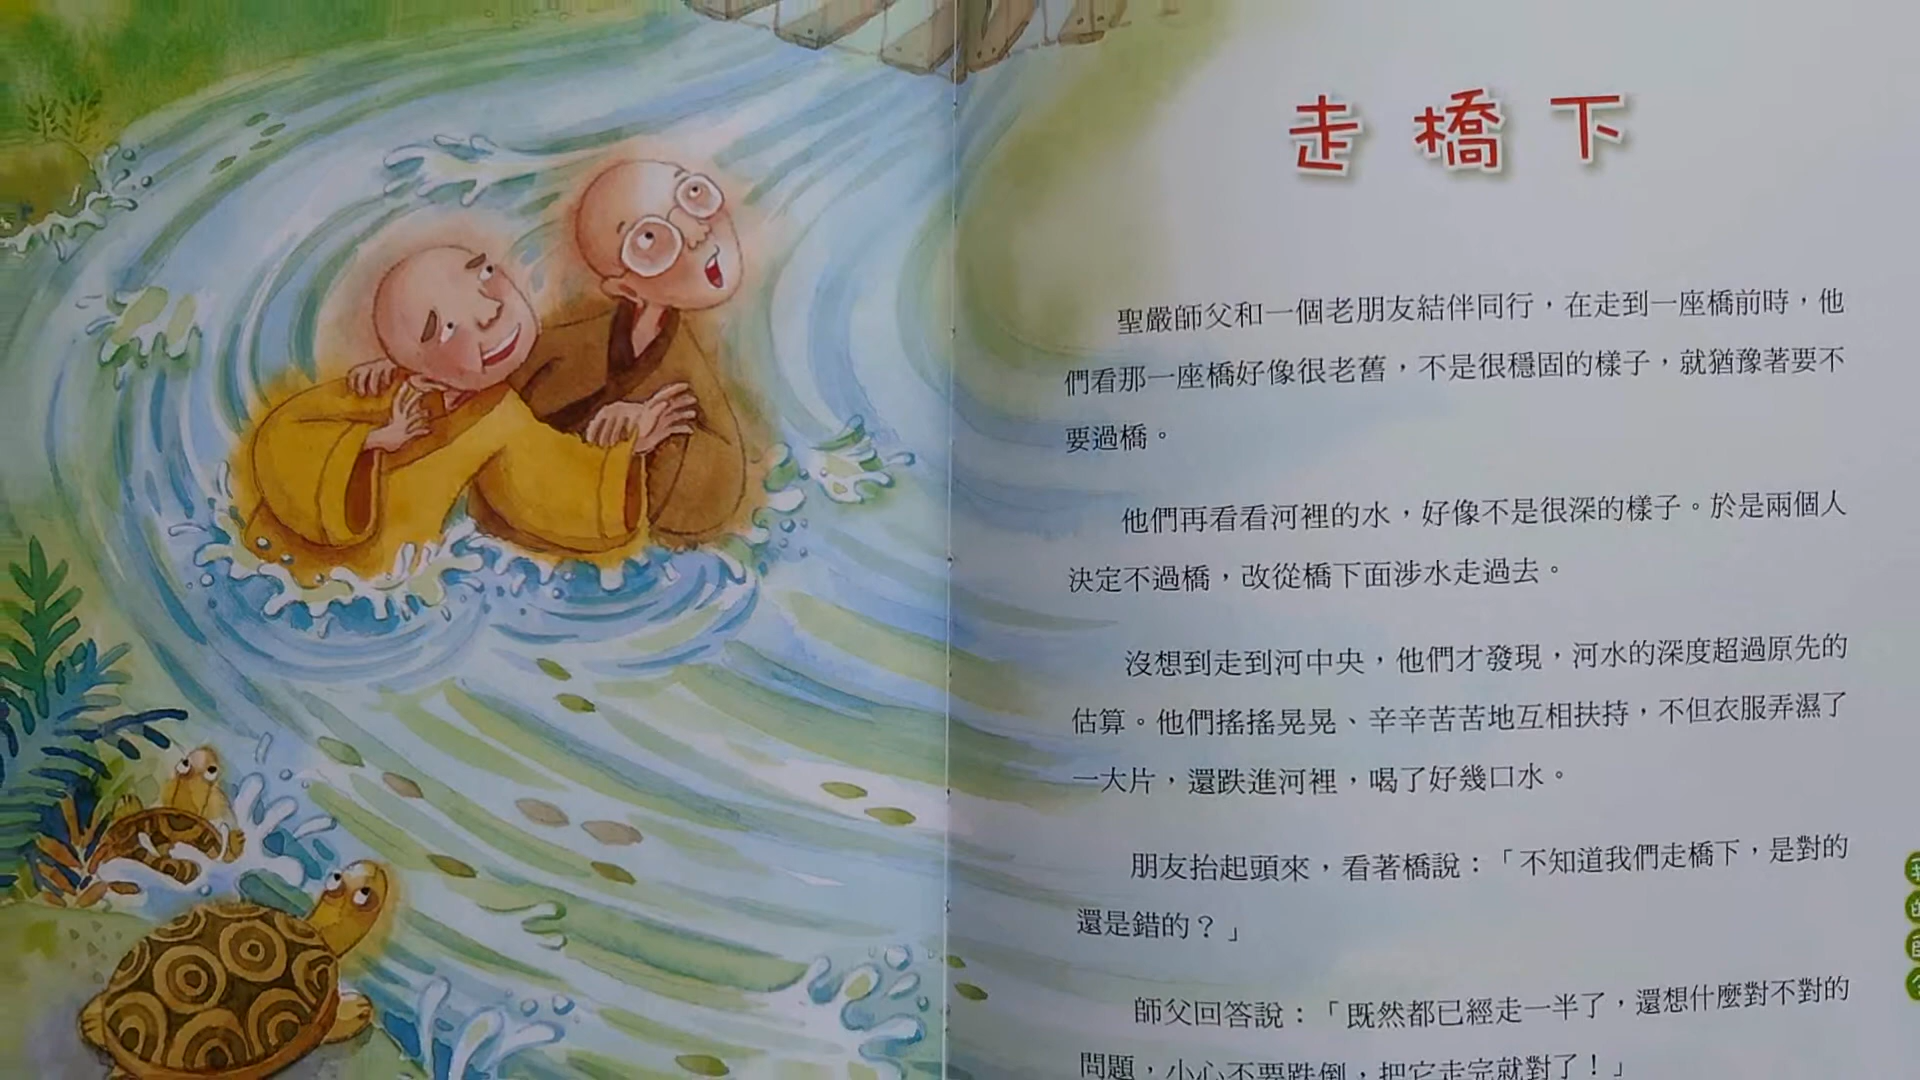 走橋下
聖嚴師父和一個老朋友結伴同行，在走到一座橋前時，他
們看那一座橋好像很老舊，不是很穩固的樣子，就猶豫著要不
要過橋。
他們再看看河裡的水，好像不是很深的樣子。於是兩個人
決定不過橋，改從橋下面涉水走過去。
沒想到走到河中央，他們才發現，河水的深度超過原先的
估算。他們搖搖晃晃、辛辛苦苦地互相扶持，不但衣服弄濕了
一大片，還跌進河裡，喝了好幾口水。
朋友抬起頭來，看著橋說：「不知道我們走橋下，是對的
還是錯的？」
師父回答說：「既然都已經走一半了，還想什麼對不對的
問題，小心不要跌倒，把它走完就對了！」